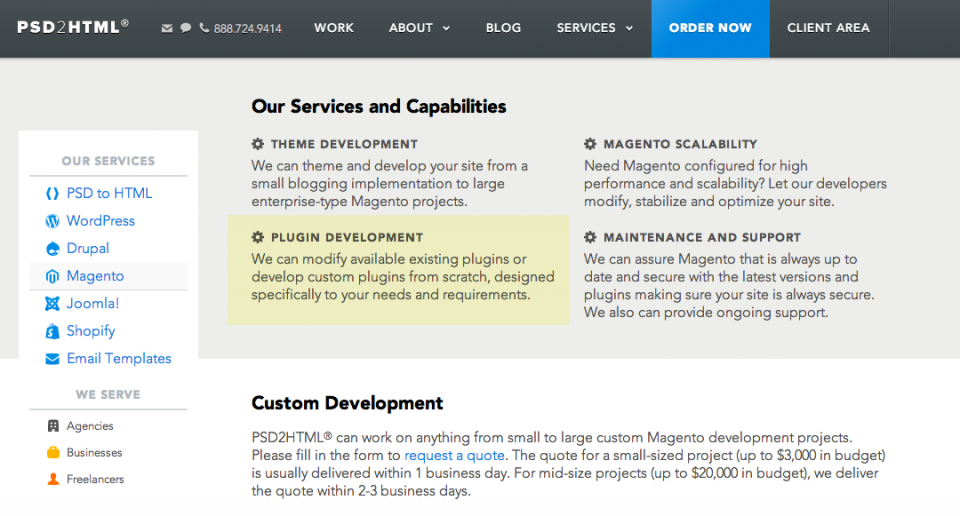 PSD2HTML®
888.724.9414
WORK
ABOUT
BLOG
SERVICES
ORDER NOW
CLIENT AREA
OUR SERVICES
PSD to HTML
WordPress
Drupal
Magento
Joomla!
Shopify
Email Templates
WE SERVE
Agencies
Businesses
Freelancers
Our Services and Capabilities
THEME DEVELOPMENT
We can theme and develop your site from a
small blogging implementation to large
enterprise-type Magento projects.
MAGENTO SCALABILITY
Need Magento configured for high
performance and scalability? Let our developers
modify, stabilize and optimize your site.
PLUGIN DEVELOPMENT
We can modify available existing plugins or
develop custom plugins from scratch, designed
specifically to your needs and requirements.
MAINTENANCE AND SUPPORT
We can assure Magento that is always up to
date and secure with the latest versions and
plugins making sure your site is always secure.
We also can provide ongoing support.
Custom Development
PSD2HTML® can work on anything from small to large custom Magento development projects.
Please fill in the form to request a quote. The quote for a small-sized project (up to $3,000 in budget)
is usually delivered within 1 business day. For mid-size projects (up to $20,000 in budget), we deliver
the quote within 2-3 business days.